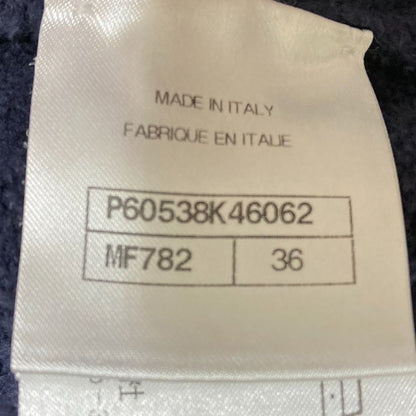 MADE IN ITALY
FABRIQUE EN ITALIE
P60538K46062
MF782 36